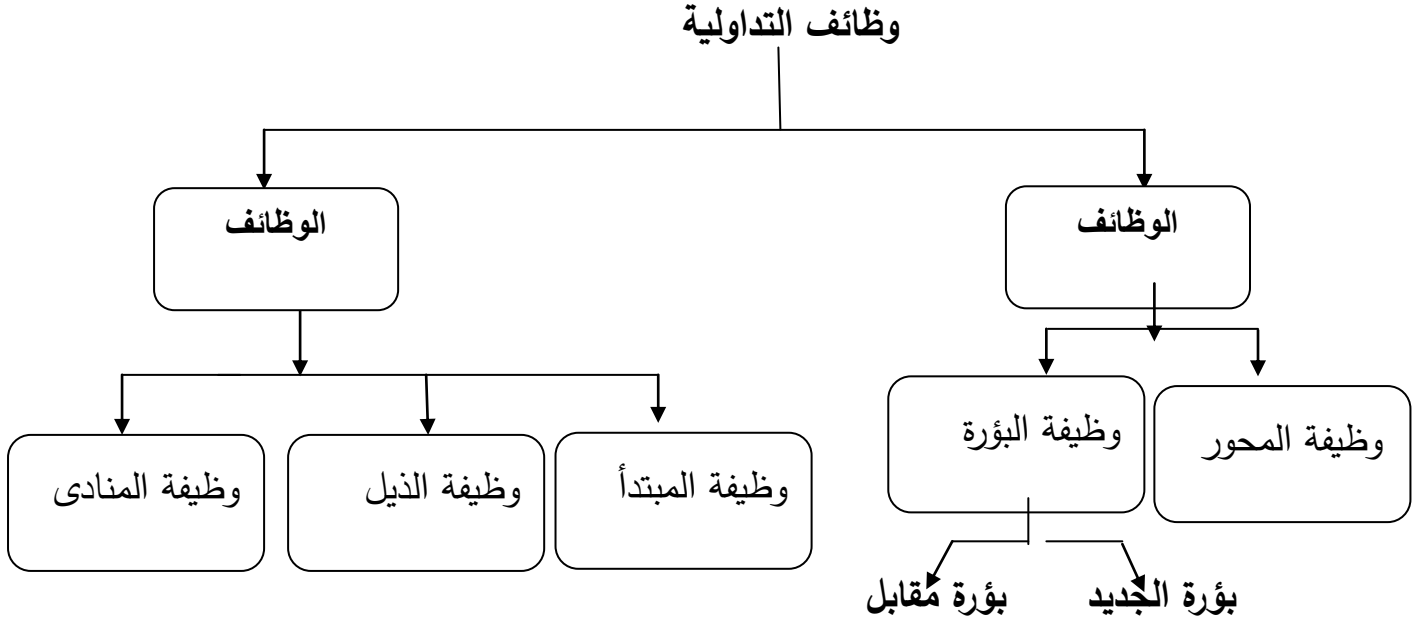 وظائف التداولية
الوظائف
الوظائف
وظيفة المحور
وظيفة البؤرة
وظيفة المبتدأ
وظيفة الذيل
وظيفة المنادى
بؤرة الجديد
بؤرة مقابل